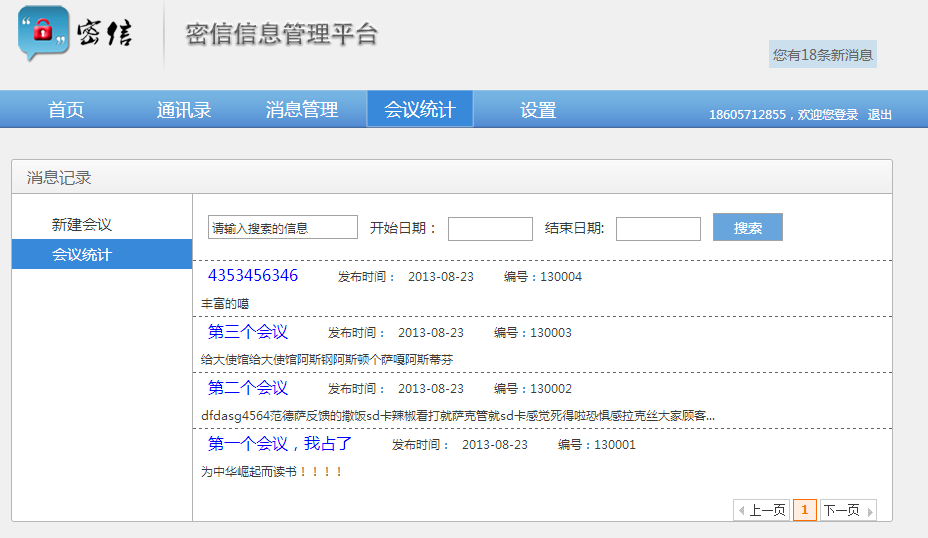 密信 密信信息管理平台
您有18条新消息
首页 通讯录 消息管理 会议统计 设置 18605712855，欢迎您登录 退出
消息记录
新建会议
会议统计
请输入搜索的信息 开始日期： 结束日期: 搜索
4353456346 发布时间： 2013-08-23 编号：130004
丰富的噶
第三个会议 发布时间： 2013-08-23 编号：130003
给大使馆给大使馆阿斯钢阿斯顿个萨嘎阿斯蒂芬
第二个会议 发布时间： 2013-08-23 编号：130002
dfdasg4564范德萨反馈的撒饭sd卡辣椒看打就萨克管就sd卡感觉死得啦恐惧感拉克丝大家顾客...
第一个会议，我占了 发布时间： 2013-08-23 编号：130001
为中华崛起而读书！！！！
上一页 1 下一页